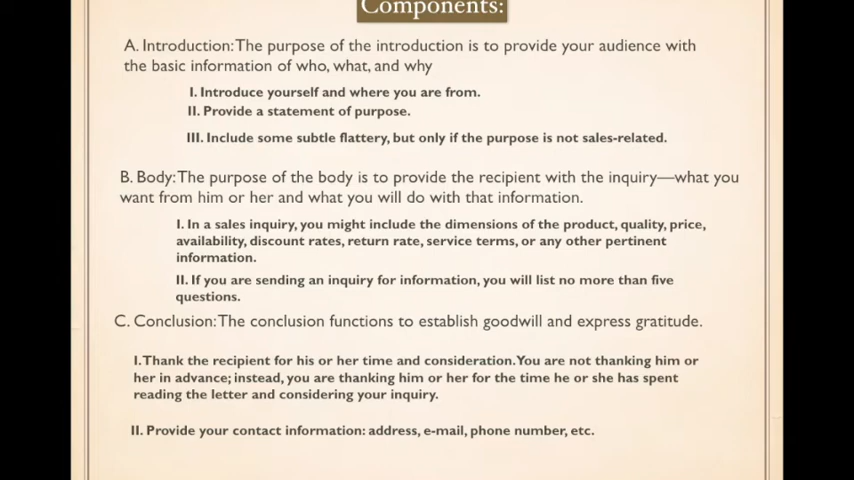 Components:
A. Introduction: The purpose of the introduction is to provide your audience with
the basic information of who, what, and why
I. Introduce yourself and where you are from.
II. Provide a statement of purpose.
III. Include some subtle flattery, but only if the purpose is not sales-related.
B. Body: The purpose of the body is to provide the recipient with the inquiry—what you
want from him or her and what you will do with that information.
I. In a sales inquiry, you might include the dimensions of the product, quality, price,
availability, discount rates, return rate, service terms, or any other pertinent
information.
II. If you are sending an inquiry for information, you will list no more than five
questions.
C. Conclusion: The conclusion functions to establish goodwill and express gratitude.
I. Thank the recipient for his or her time and consideration. You are not thanking him or
her in advance; instead, you are thanking him or her for the time he or she has spent
reading the letter and considering your inquiry.
II. Provide your contact information: address, e-mail, phone number, etc.